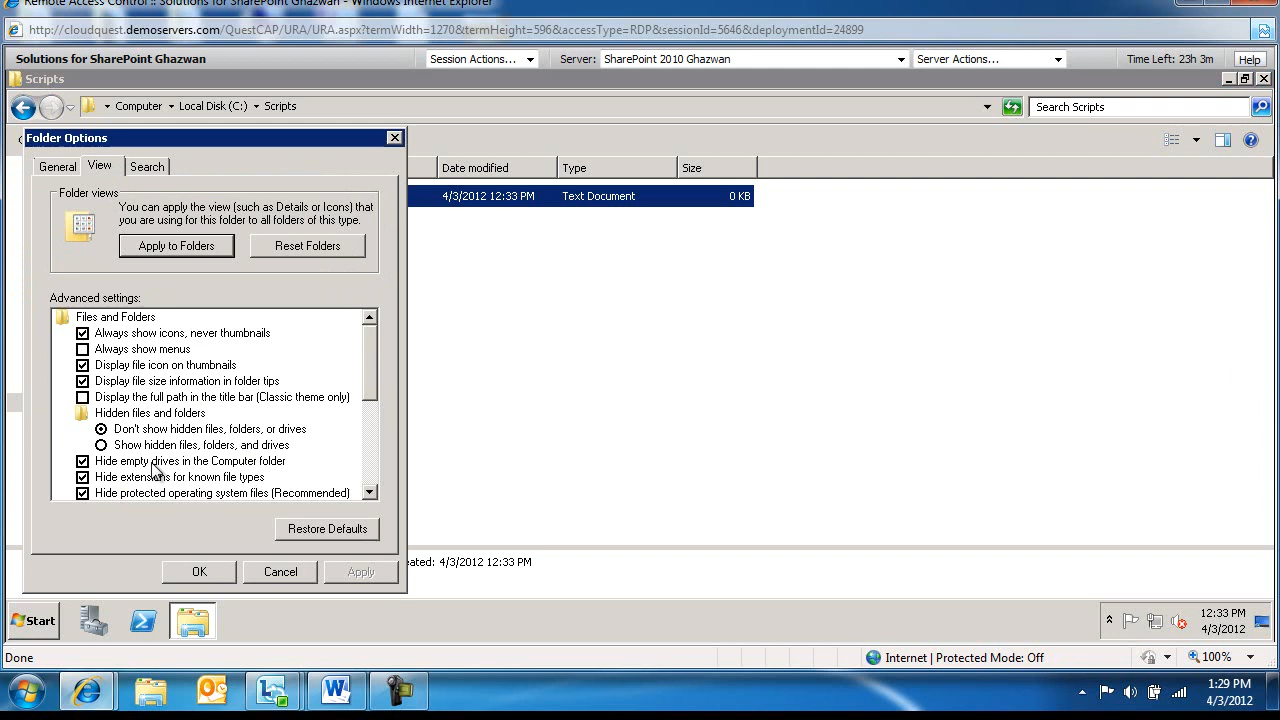 Remote Access Control :: Solutions for SharePoint Ghazwan - Windows Internet Explorer
http://cloudquest.demoservers.com/QuestCAP/URA/URA.aspx?termWidth=1270&termHeight=596&accessType=RDP&sessionId=5646&deploymentId=24899
Solutions for SharePoint Ghazwan Session Actions... Server: SharePoint 2010 Ghazwan Server Actions... Time Left: 23h 3m Help
Scripts
Computer Local Disk (C:) Scripts Search Scripts
Folder Options
General View Search
Date modified Type Size
4/3/2012 12:33 PM Text Document 0 KB
Folder views
You can apply the view (such as Details or Icons) that
you are using for this folder to all folders of this type.
Apply to Folders Reset Folders
Advanced settings:
Files and Folders
Always show icons, never thumbnails
Always show menus
Display file icon on thumbnails
Display file size information in folder tips
Display the full path in the title bar (Classic theme only)
Hidden files and folders
Don't show hidden files, folders, or drives
Show hidden files, folders, and drives
Hide empty drives in the Computer folder
Hide extensions for known file types
Hide protected operating system files (Recommended)
Restore Defaults
eated: 4/3/2012 12:33 PM
OK Cancel Apply
Start 12:33 PM
4/3/2012
Done Internet | Protected Mode: Off 100%
1:29 PM
4/3/2012